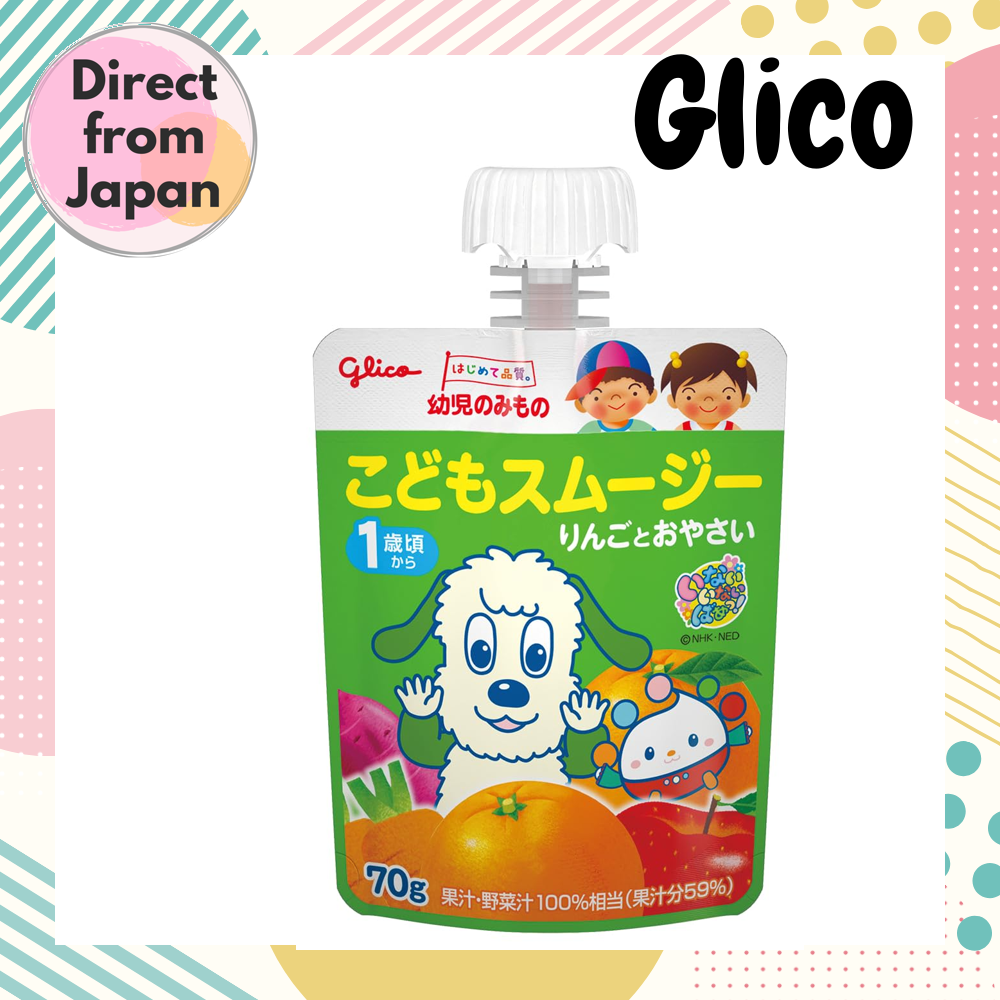 Direct
from
Japan
Glico
Glico
はじめて品質。
幼児のみもの
こどもスムージー
1歳頃
から
りんごとおやさい
いないいないばあっ!
©NHK・NED
70g
果汁・野菜汁100%相当(果汁分59%)